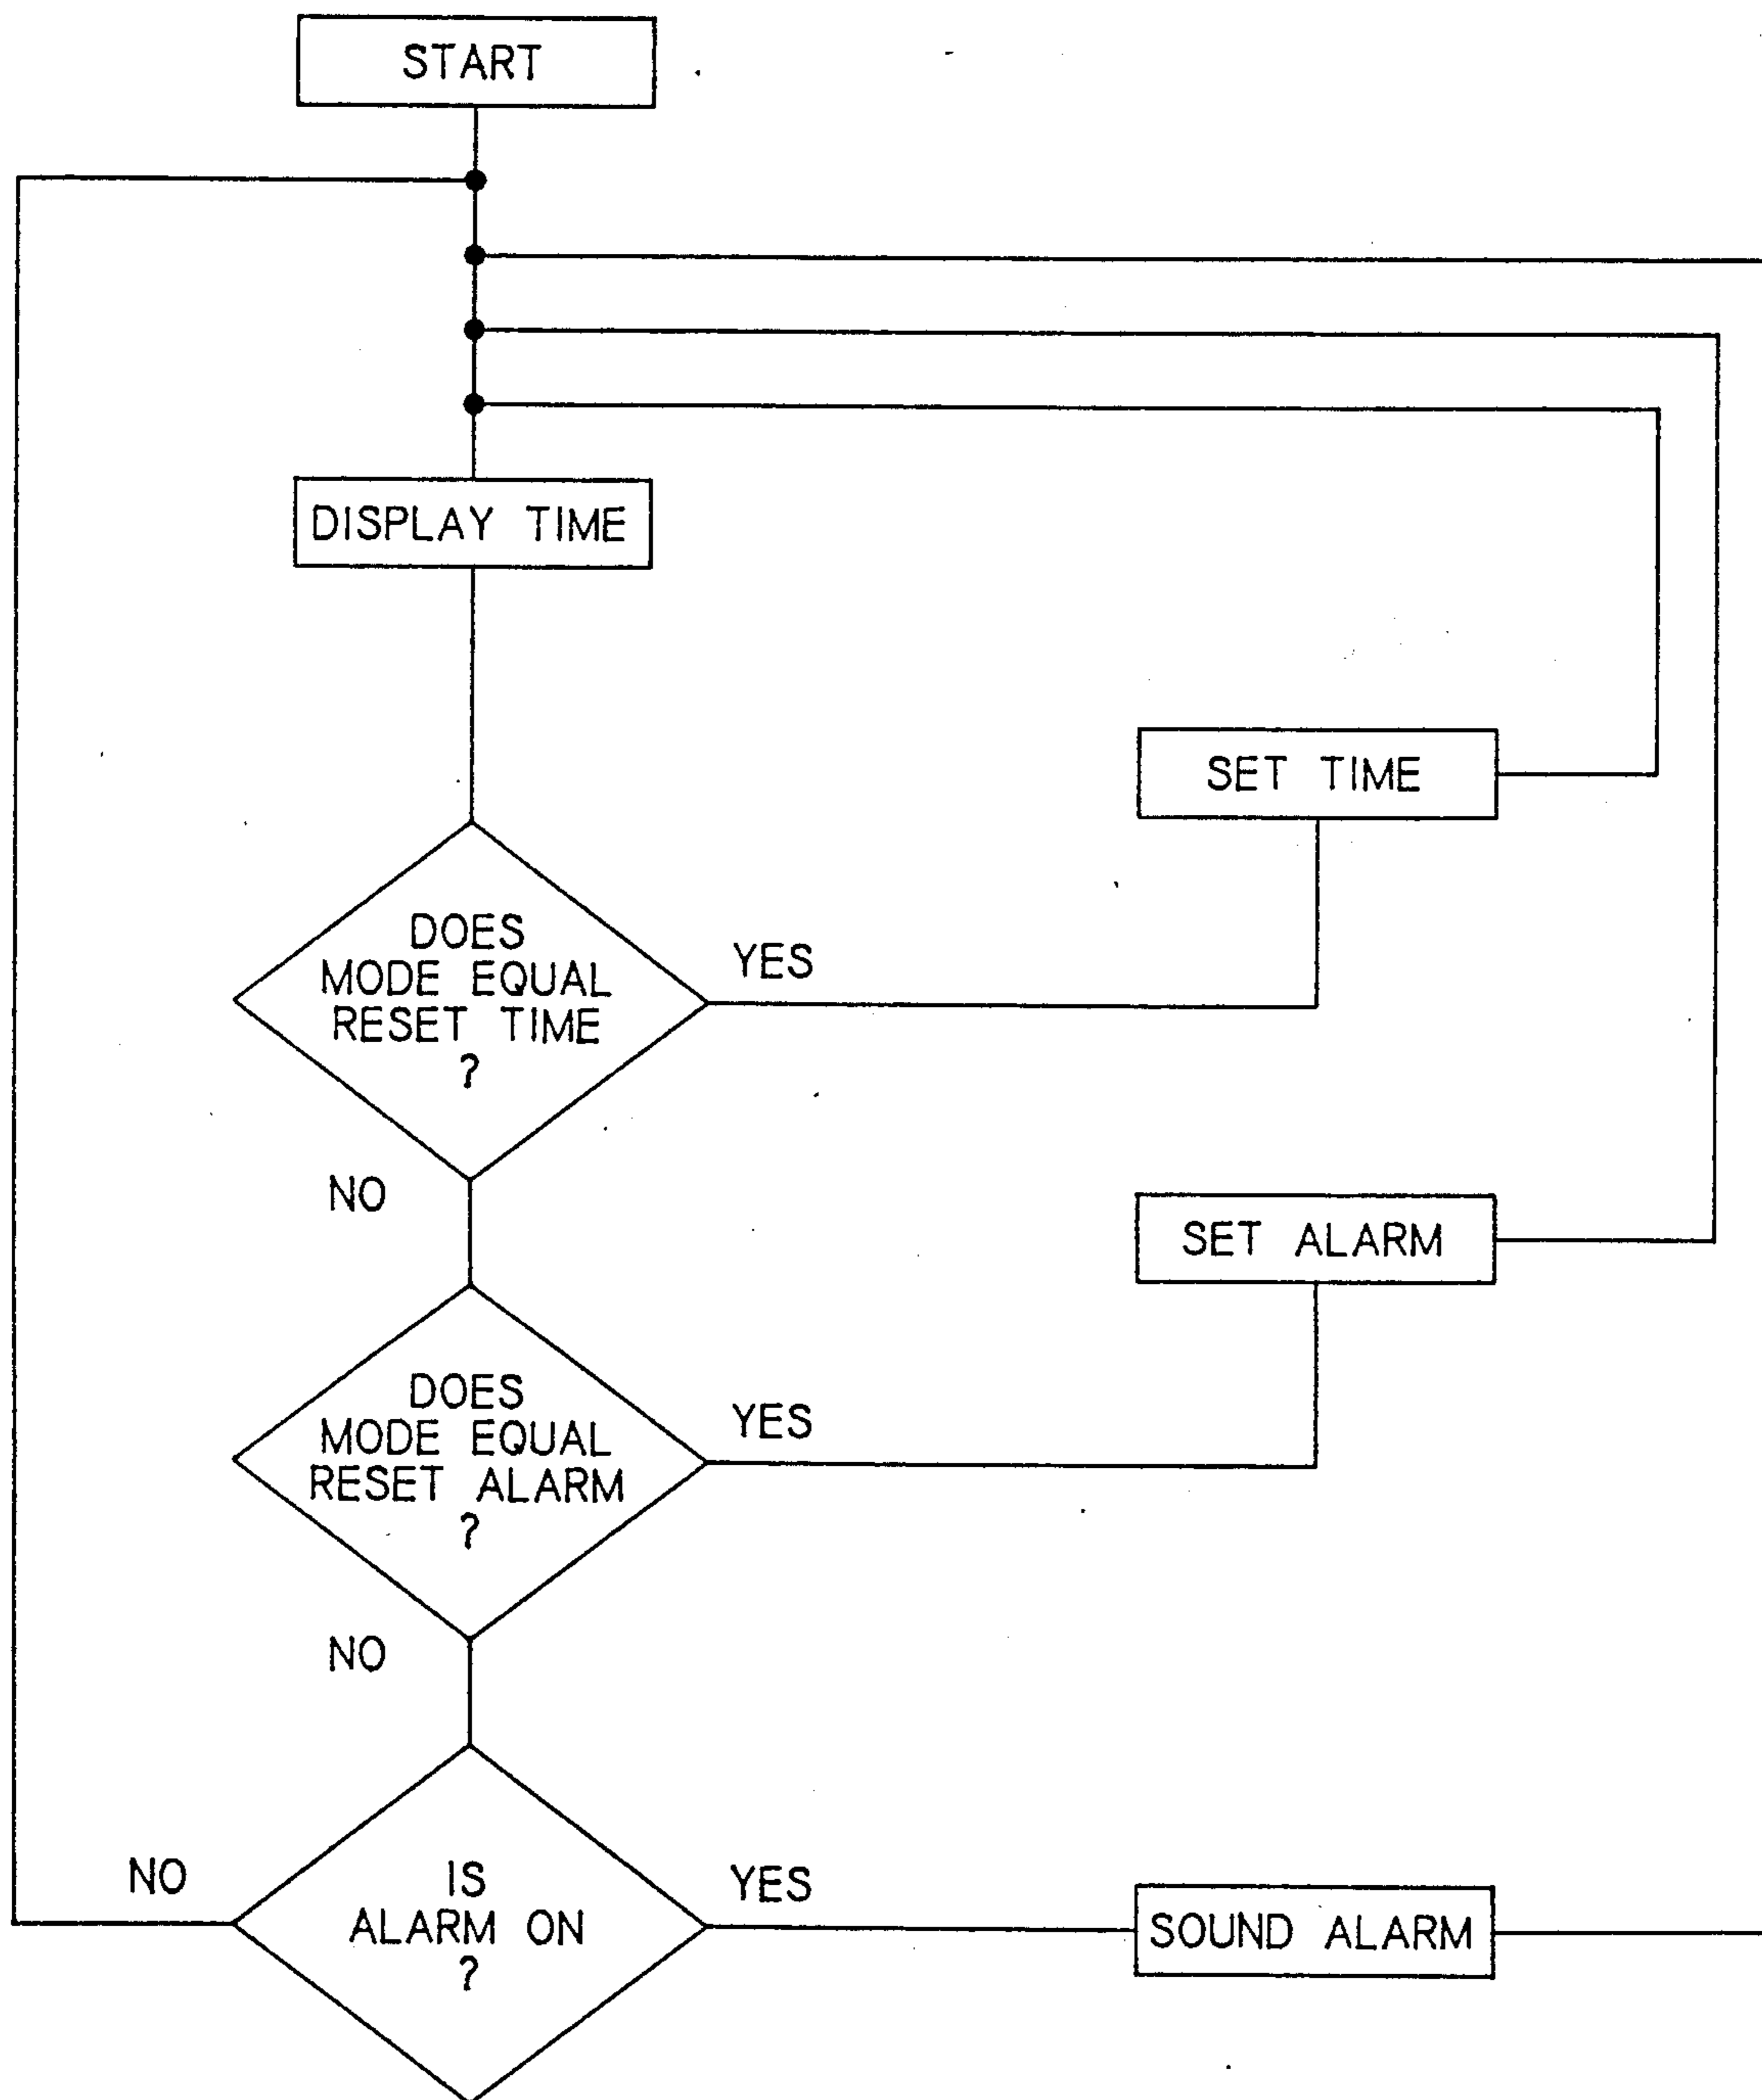 START
DISPLAY TIME
SET TIME
DOES
MODE EQUAL
RESET TIME
?
YES
NO
SET ALARM
DOES
MODE EQUAL
RESET ALARM
?
YES
NO
NO
IS
ALARM ON
?
YES
SOUND ALARM